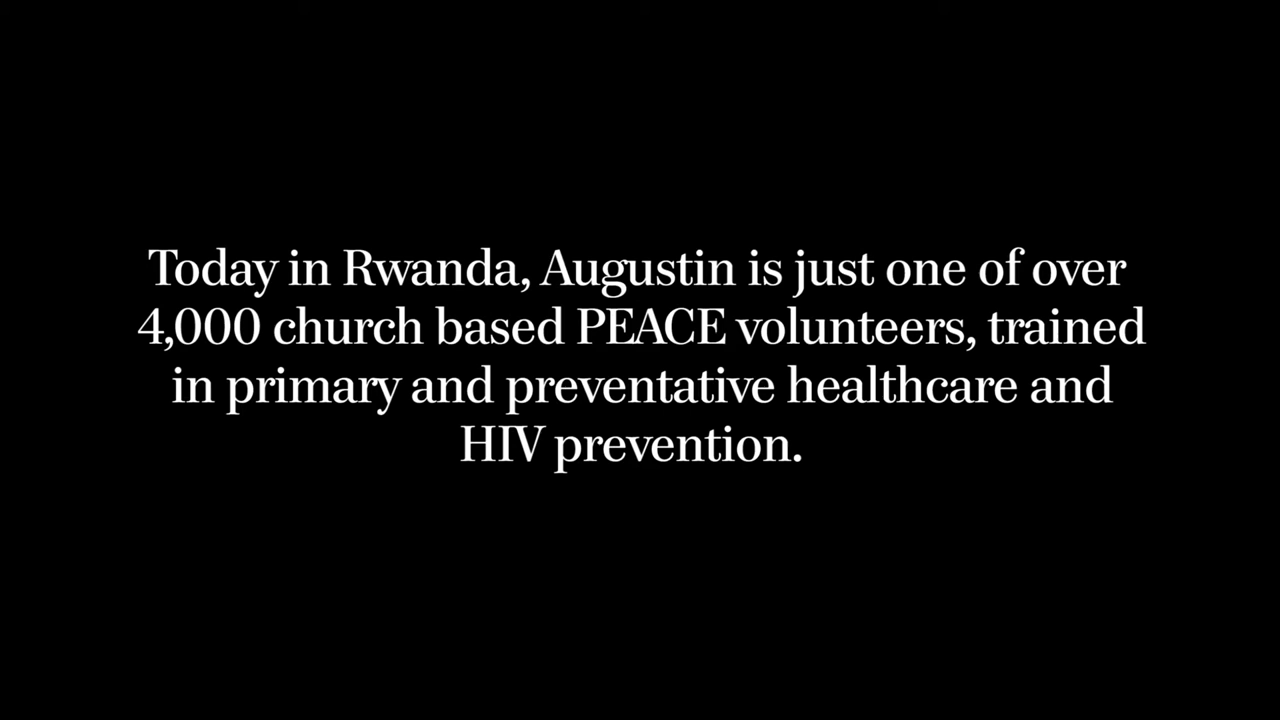 Today in Rwanda, Augustin is just one of over
4,000 church based PEACE volunteers, trained
in primary and preventative healthcare and
HIV prevention.